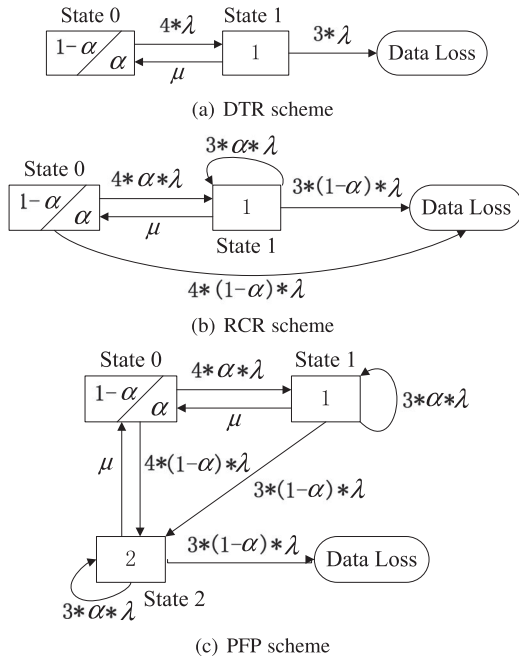 State 0
State 1
1-α
α
4*λ
μ
1
3*λ
Data Loss
(a) DTR scheme
State 0
1-α
α
4*α*λ
μ
3*α*λ
1
State 1
3*(1-α)*λ
Data Loss
4*(1-α)*λ
(b) RCR scheme
State 0
State 1
1-α
α
4*α*λ
μ
1
3*α*λ
μ
4*(1-α)*λ
3*(1-α)*λ
2
3*(1-α)*λ
Data Loss
3*α*λ
State 2
(c) PFP scheme